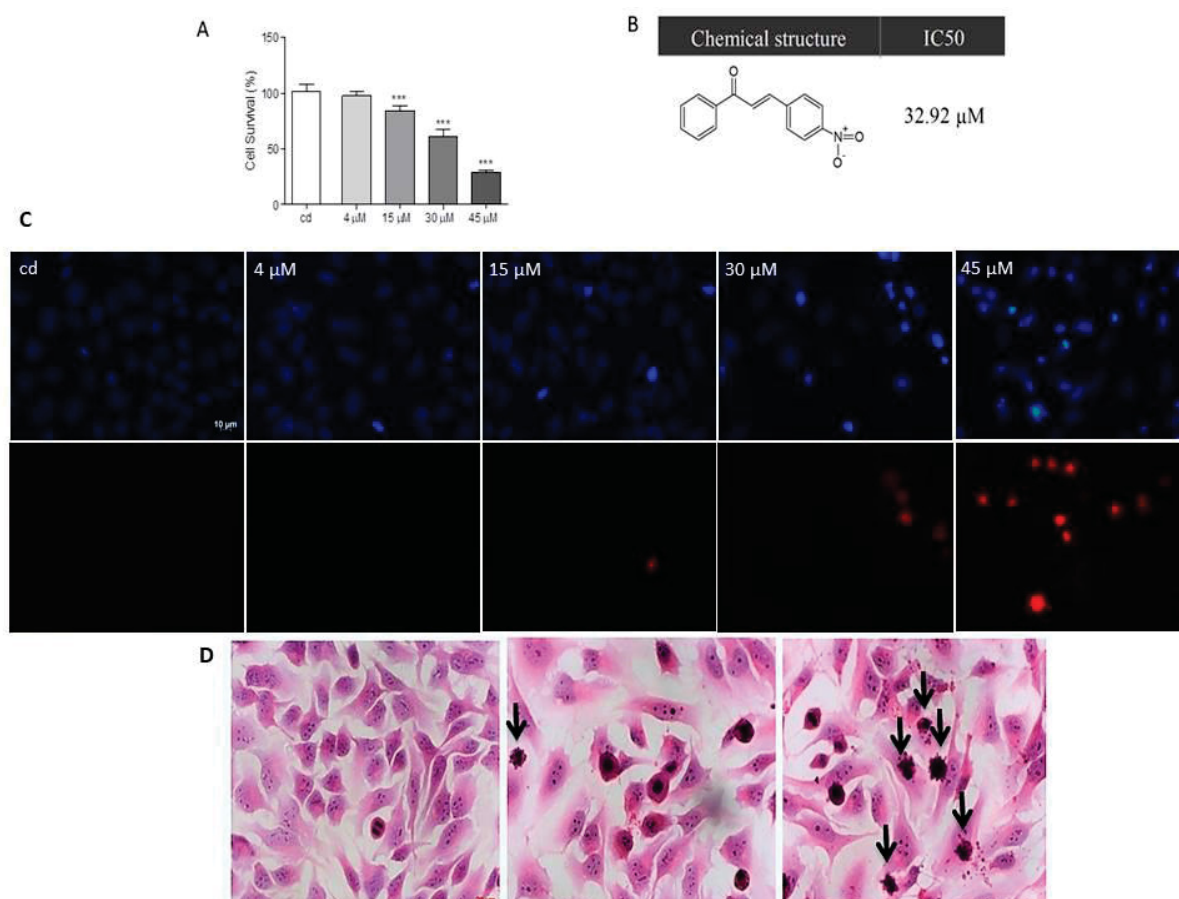 A
150
100
50
0
Cell Survival (%)
***
***
***
cd 4 µM 15 µM 30 µM 45 µM
B
Chemical structure IC50
O
N+ O
O-
32.92 µM
C
cd 4 µM 15 µM 30 µM 45 µM
10 µm
D